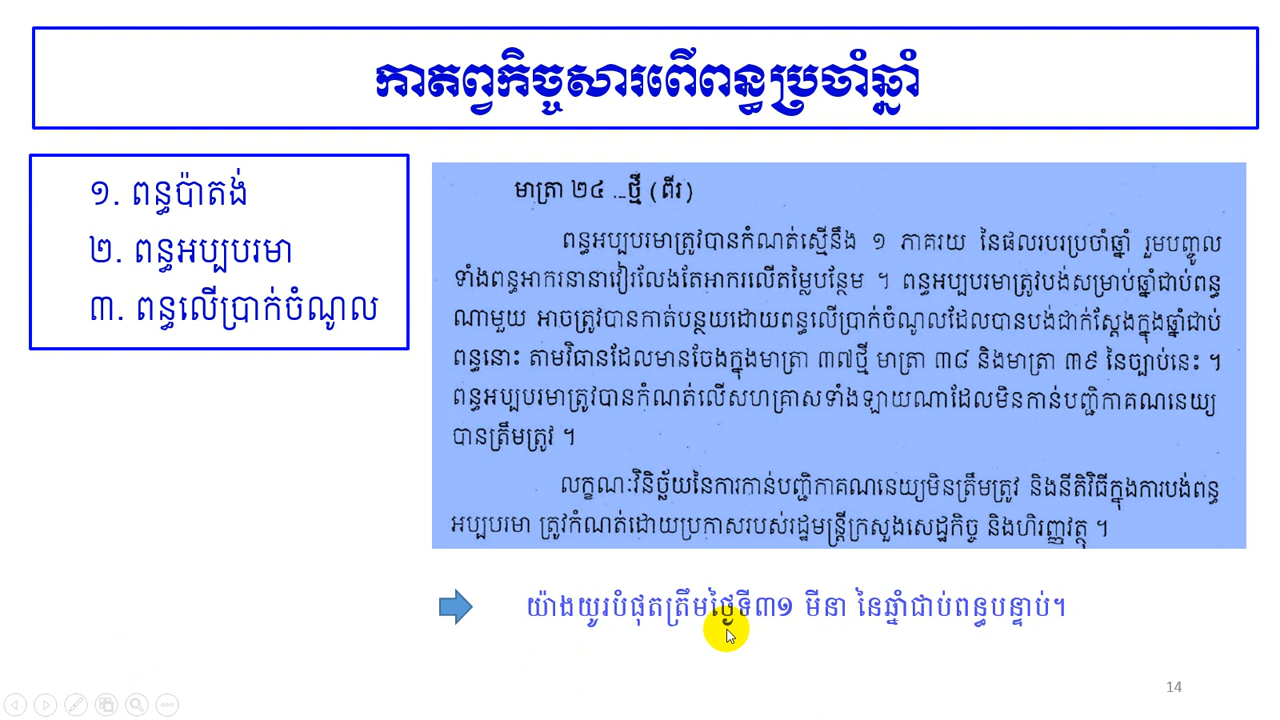 កាតព្វកិច្ចសារពើពន្ធប្រចាំឆ្នាំ
១. ពន្ធប៉ាតង់
២. ពន្ធអប្បបរមា
៣. ពន្ធលើប្រាក់ចំណូល
មាត្រា ២៤ ...ថ្មី (ពីរ)
ពន្ធអប្បបរមាត្រូវបានកំណត់ស្មើនឹង ១ ភាគរយ នៃផលរបរប្រចាំឆ្នាំ រួមបញ្ចូល
ទាំងពន្ធអាករនានាវៀរលែងតែអាករលើតម្លៃបន្ថែម ។ ពន្ធអប្បបរមាត្រូវបង់សម្រាប់ឆ្នាំជាប់ពន្ធ
ណាមួយ អាចត្រូវបានកាត់បន្ថយដោយពន្ធលើប្រាក់ចំណូលដែលបានបង់ជាក់ស្តែងក្នុងឆ្នាំជាប់
ពន្ធនោះ តាមវិធានដែលមានចែងក្នុងមាត្រា ៣៧ថ្មី មាត្រា ៣៨ និងមាត្រា ៣៩ នៃច្បាប់នេះ ។
ពន្ធអប្បបរមាត្រូវបានកំណត់លើសហគ្រាសទាំងឡាយណាដែលមិនកាន់បញ្ជិកាគណនេយ្យ
បានត្រឹមត្រូវ ។
លក្ខណៈវិនិច្ឆ័យនៃការកាន់បញ្ជិកាគណនេយ្យមិនត្រឹមត្រូវ និងនីតិវិធីក្នុងការបង់ពន្ធ
អប្បបរមា ត្រូវកំណត់ដោយប្រកាសរបស់រដ្ឋមន្ត្រីក្រសួងសេដ្ឋកិច្ច និងហិរញ្ញវត្ថុ ។
យ៉ាងយូរបំផុតត្រឹមថ្ងៃទី៣១ មីនា នៃឆ្នាំជាប់ពន្ធបន្ទាប់។
14